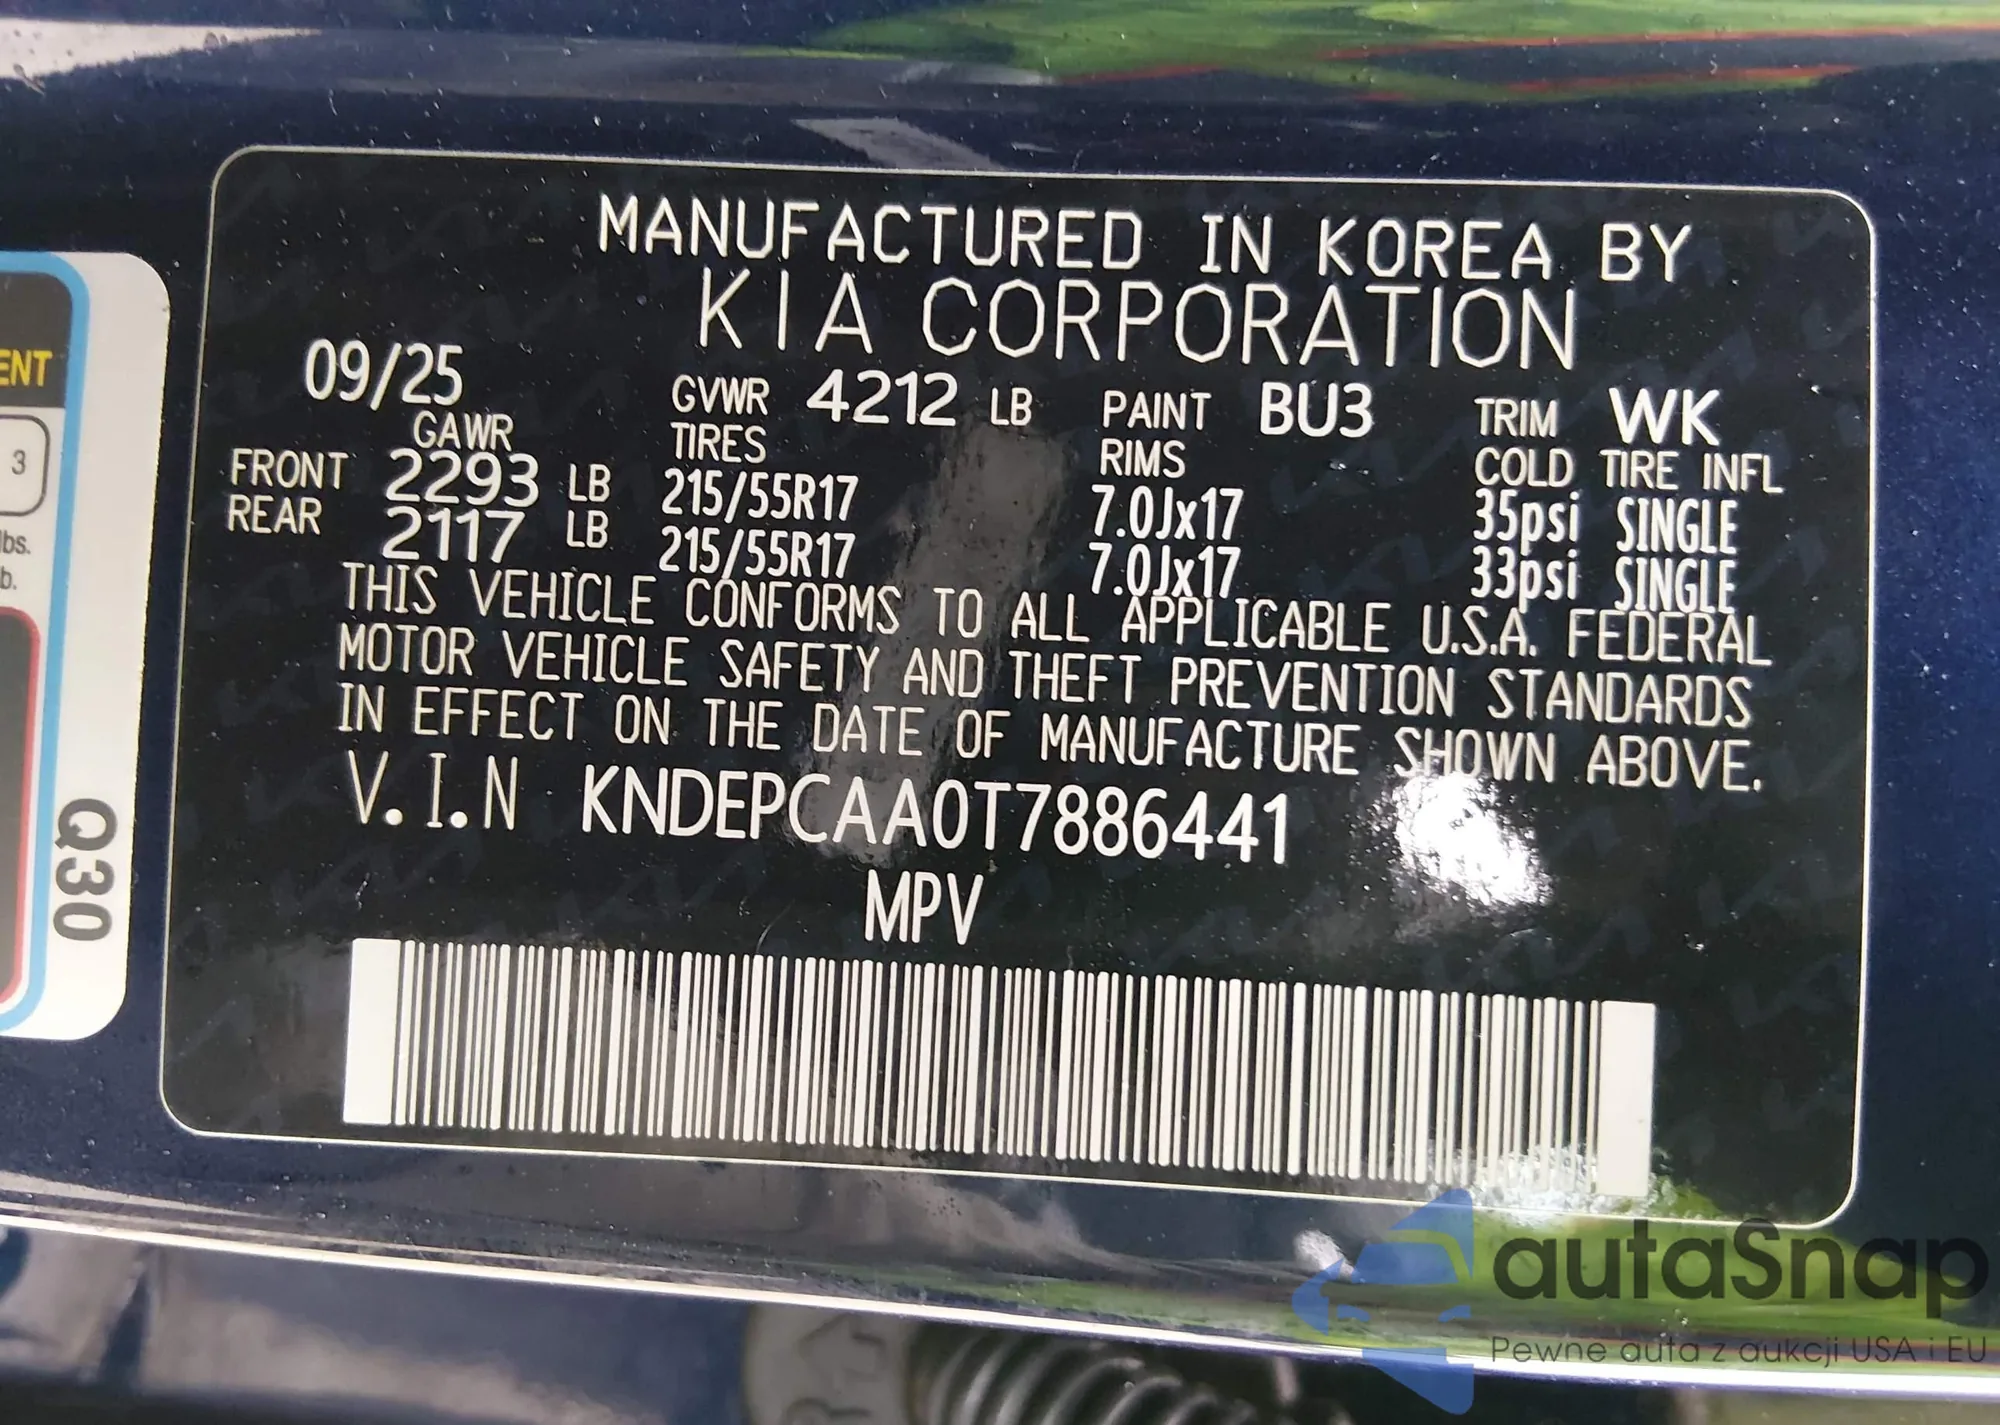 MANUFACTURED IN KOREA BY
KIA CORPORATION
09/25 GVWR 4212 LB PAINT BU3 TRIM WK
GAWR TIRES RIMS COLD TIRE INFL
FRONT 2293 LB 215/55R17 7.0Jx17 35psi SINGLE
REAR 2117 LB 215/55R17 7.0Jx17 33psi SINGLE
THIS VEHICLE CONFORMS TO ALL APPLICABLE U.S.A. FEDERAL
MOTOR VEHICLE SAFETY AND THEFT PREVENTION STANDARDS
IN EFFECT ON THE DATE OF MANUFACTURE SHOWN ABOVE.
V.I.N KNDEPCAA0T7886441
MPV
ENT
3
lbs.
b.
Q30
autaSnap
Pewne auta z aukcji USA i EU